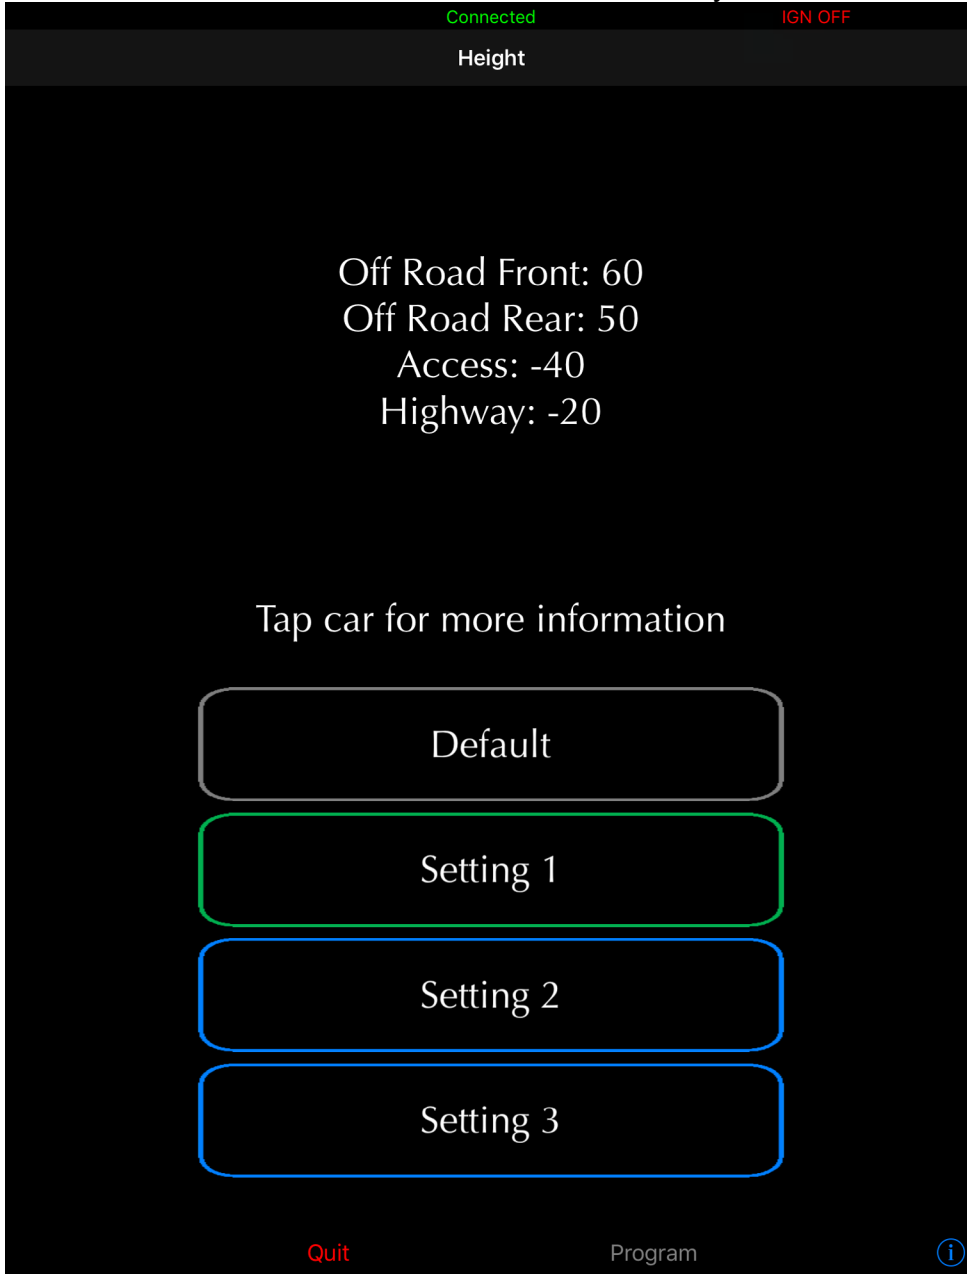 Connected
IGN OFF
Height
Off Road Front: 60
Off Road Rear: 50
Access: -40
Highway: -20
Tap car for more information
Default
Setting 1
Setting 2
Setting 3
Quit
Program
i